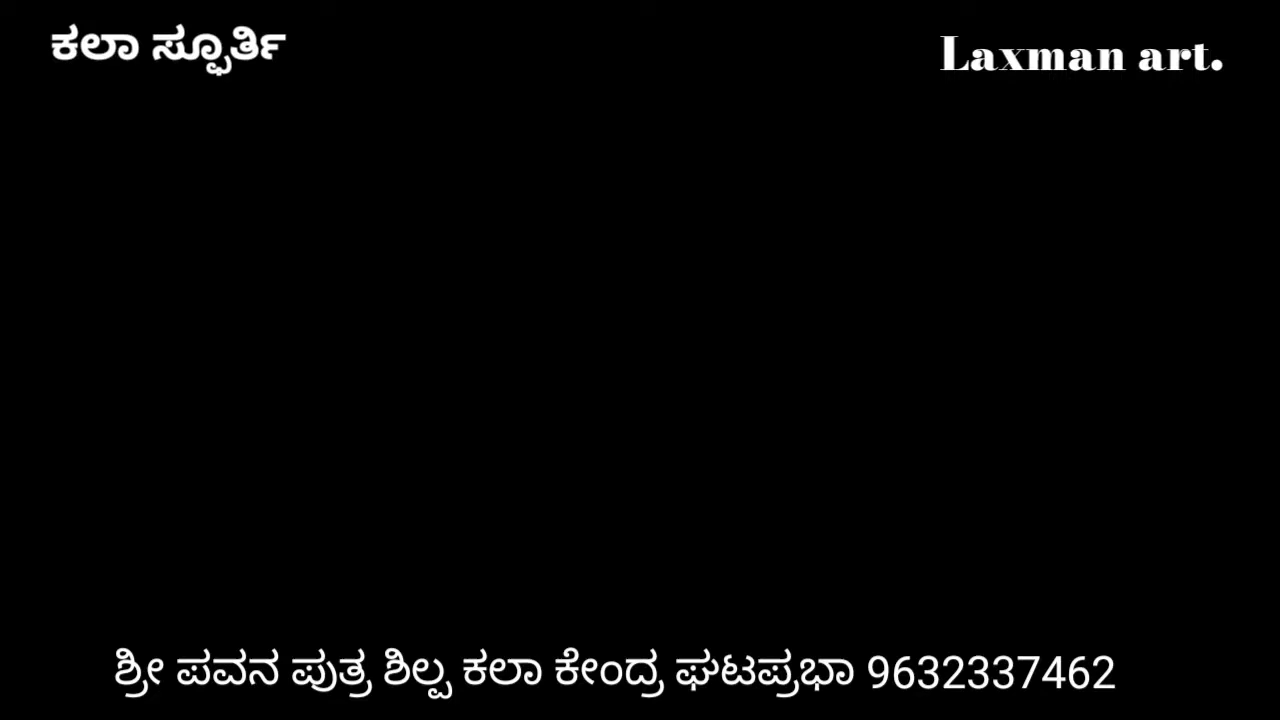 ಕಲಾ ಸ್ಫೂರ್ತಿ
Laxman art.
ಶ್ರೀ ಪವನ ಪುತ್ರ ಶಿಲ್ಪ ಕಲಾ ಕೇಂದ್ರ ಘಟಪ್ರಭಾ 9632337462